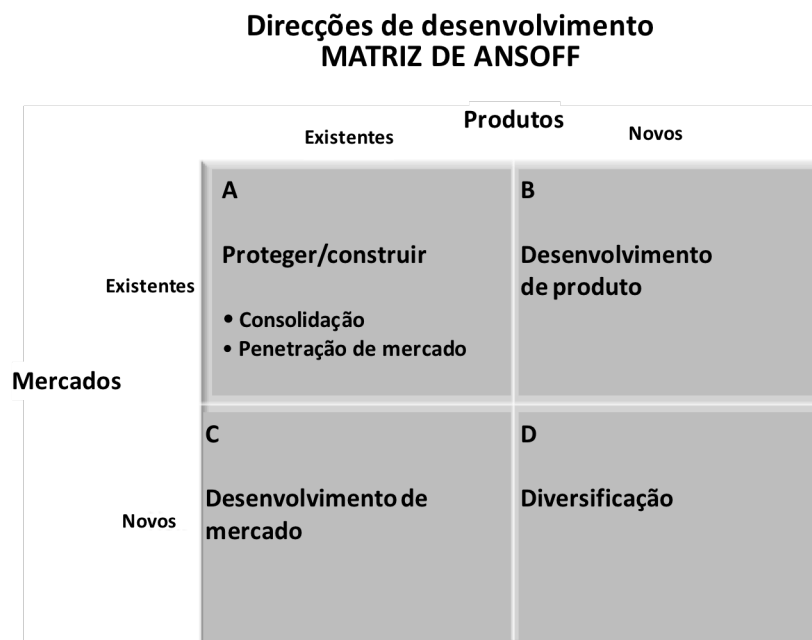 Direcções de desenvolvimento
MATRIZ DE ANSOFF
Produtos
Existentes
Novos
A
B
Proteger/construir
Desenvolvimento
de produto
Existentes
• Consolidação
• Penetração de mercado
Mercados
C
D
Desenvolvimento de
mercado
Diversificação
Novos